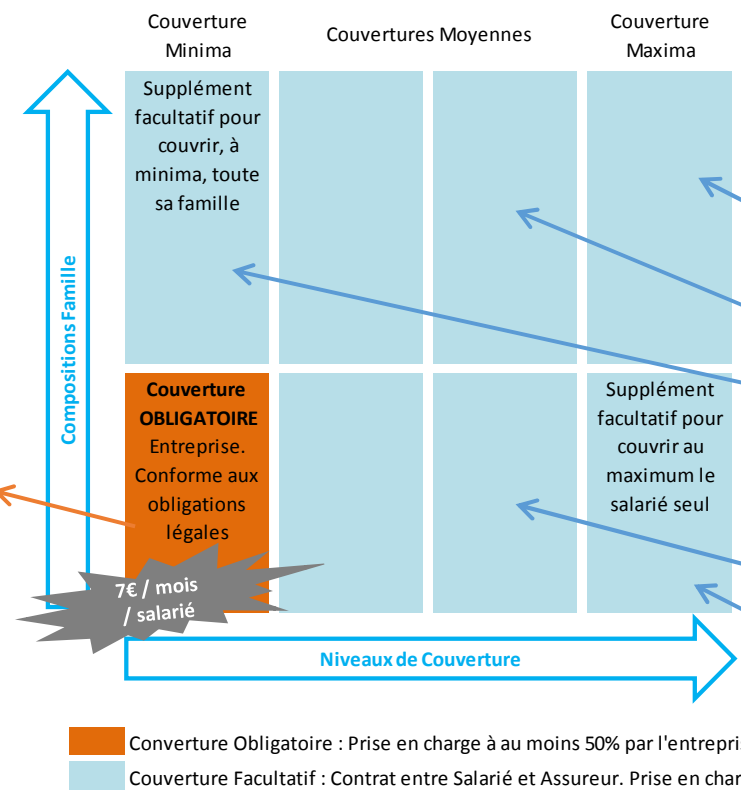 Couverture
Minima
Couvertures Moyennes
Couverture
Maxima
Supplément
facultatif pour
couvrir, à
minima, toute
sa famille
Compositions Famille
Couverture
OBLIGATOIRE
Entreprise.
Conforme aux
obligations
légales
Supplément
facultatif pour
couvrir au
maximum le
salarié seul
7€ / mois
/ salarié
Niveaux de Couverture
Converture Obligatoire : Prise en charge à au moins 50% par l'entrepri
Couverture Facultatif : Contrat entre Salarié et Assureur. Prise en char